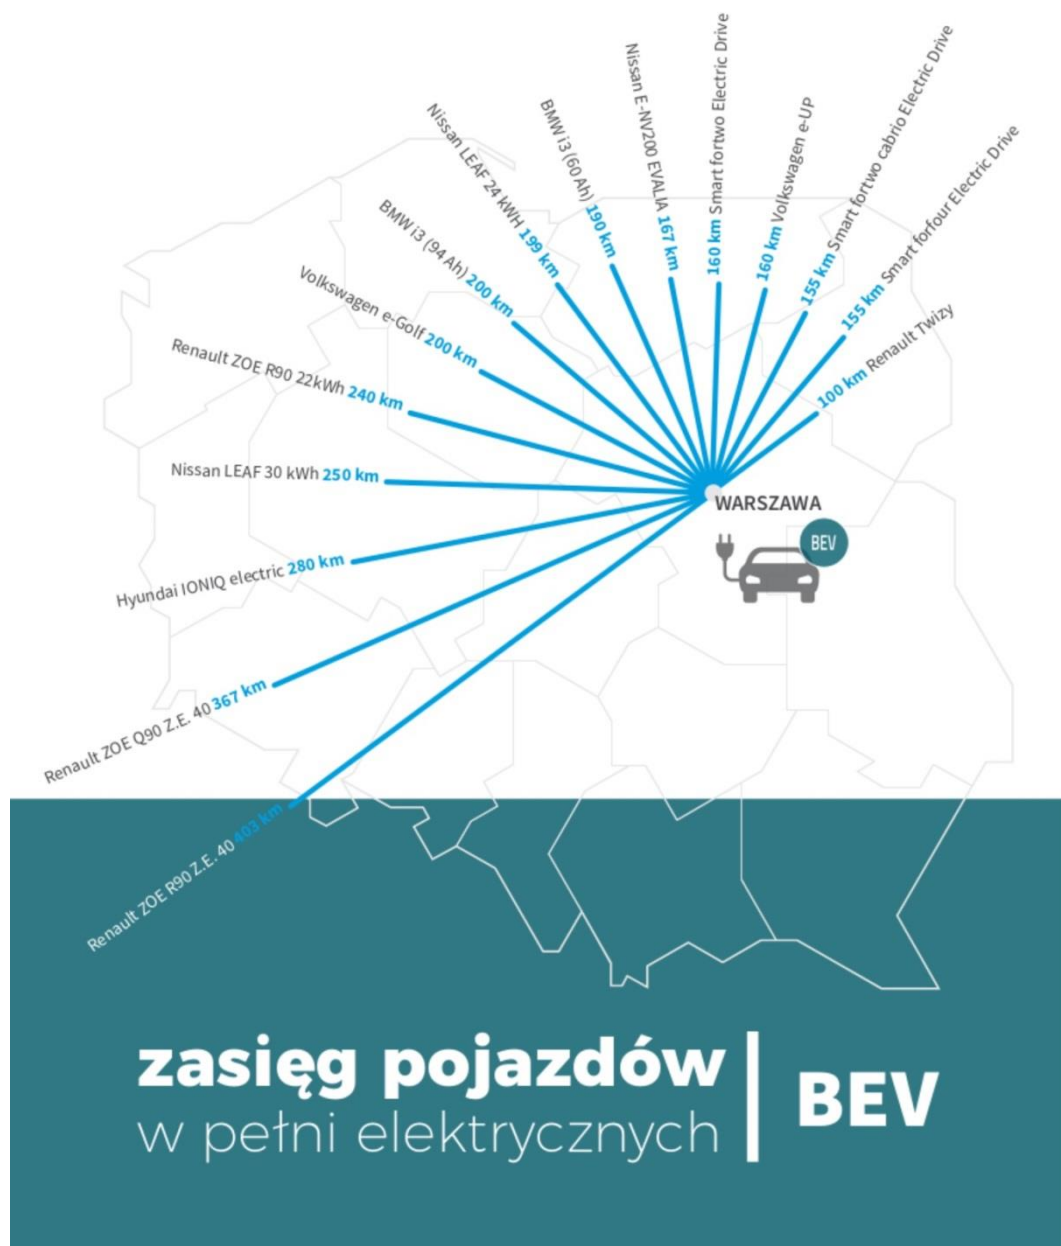 Smart fortwo Electric Drive 160 km
Nissan E-NV200 EVALIA 167 km
BMW i3 (60 Ah) 190 km
Nissan LEAF 24 kWH 199 km
BMW i3 (94 Ah) 200 km
Volkswagen e-Golf 200 km
Renault ZOE R90 22kWh 240 km
Nissan LEAF 30 kWh 250 km
Hyundai IONIQ electric 280 km
Renault ZOE Q90 Z.E. 40 367 km
Renault ZOE R90 Z.E. 40 403 km
160 km Volkswagen e-UP
155 km Smart fortwo cabrio Electric Drive
155 km Smart forfour Electric Drive
100 km Renault Twizy
WARSZAWA
BEV
zasięg pojazdów
w pełni elektrycznych
BEV